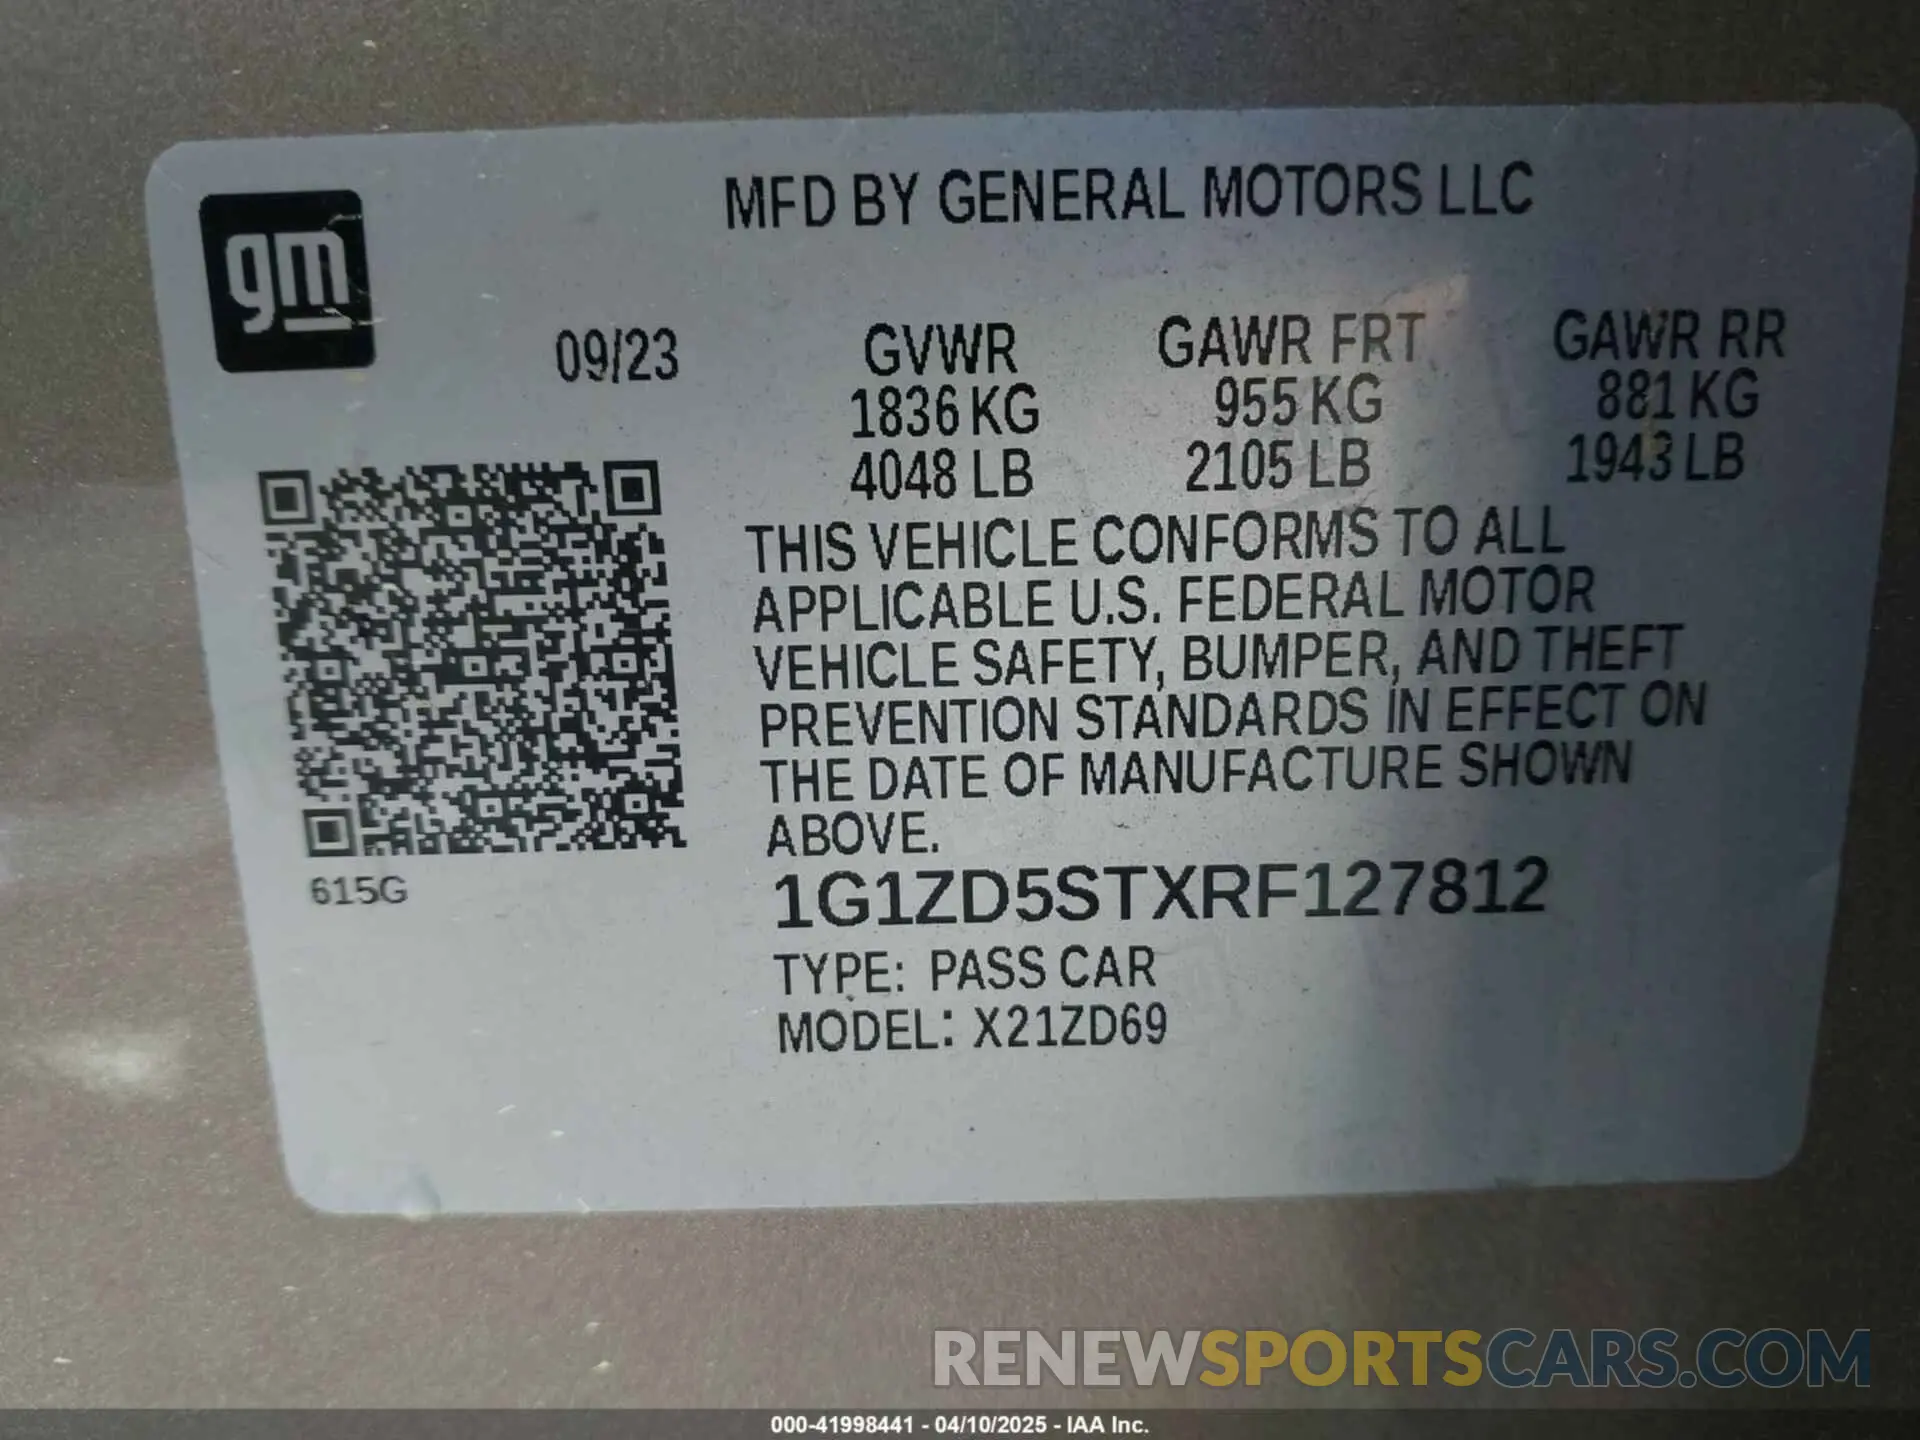 MFD BY GENERAL MOTORS LLC
gm
09/23
GVWR GAWR FRT GAWR RR
1836 KG 955 KG 881 KG
4048 LB 2105 LB 1943 LB
THIS VEHICLE CONFORMS TO ALL
APPLICABLE U.S. FEDERAL MOTOR
VEHICLE SAFETY, BUMPER, AND THEFT
PREVENTION STANDARDS IN EFFECT ON
THE DATE OF MANUFACTURE SHOWN
ABOVE.
615G
1G1ZD5STXRF127812
TYPE: PASS CAR
MODEL: X21ZD69
RENEWSPORTSCARS.COM
000-41998441 - 04/10/2025 - IAA Inc.